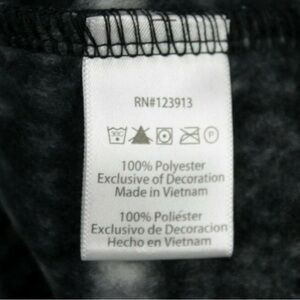 RN#123913
100% Polyester
Exclusive of Decoration
Made in Vietnam
100% Poliéster
Exclusivo de Decoracion
Hecho en Vietnam